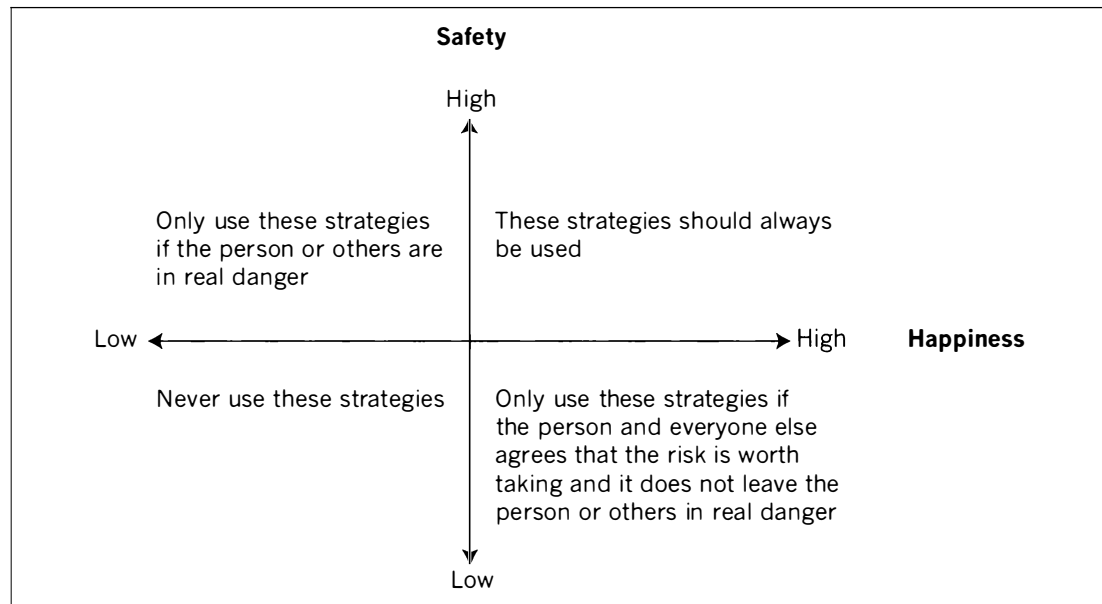 Safety
High
Only use these strategies
if the person or others are
in real danger
These strategies should always
be used
Low
High
Happiness
Never use these strategies
Only use these strategies if
the person and everyone else
agrees that the risk is worth
taking and it does not leave the
person or others in real danger
Low